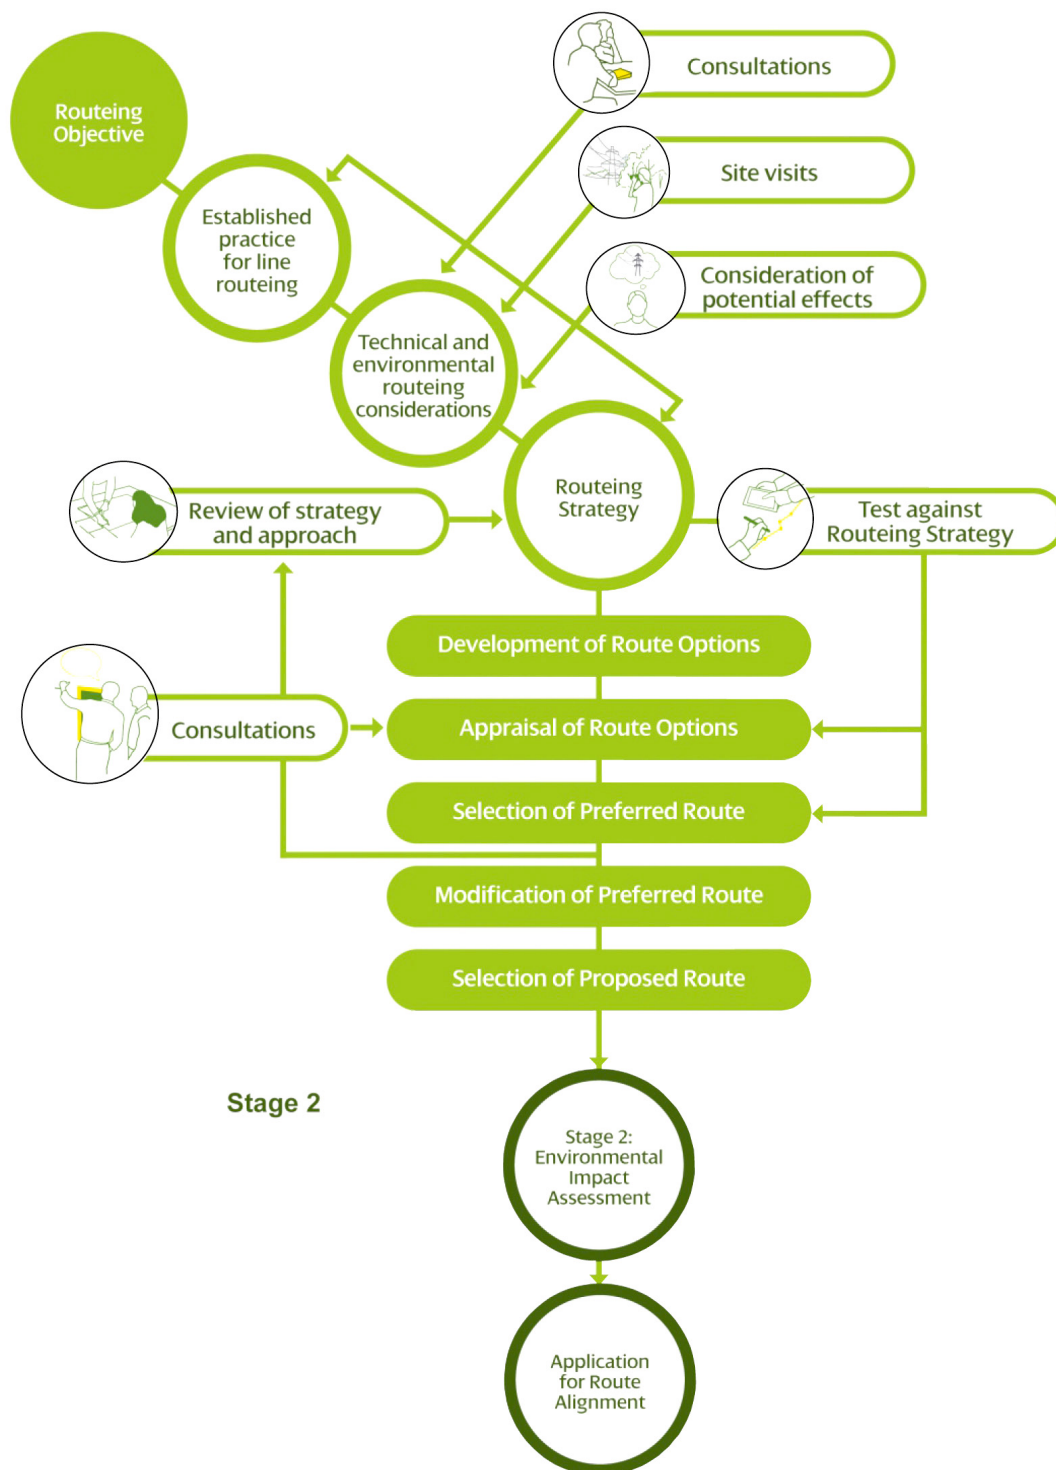 Routeing
Objective
Consultations
Established
practice
for line
routeing
Site visits
Consideration of
potential effects
Technical and
environmental
routeing
considerations
Routeing
Strategy
Review of strategy
and approach
Test against
Routeing Strategy
Development of Route Options
Consultations
Appraisal of Route Options
Selection of Preferred Route
Modification of Preferred Route
Selection of Proposed Route
Stage 2
Stage 2:
Environmental
Impact
Assessment
Application
for Route
Alignment